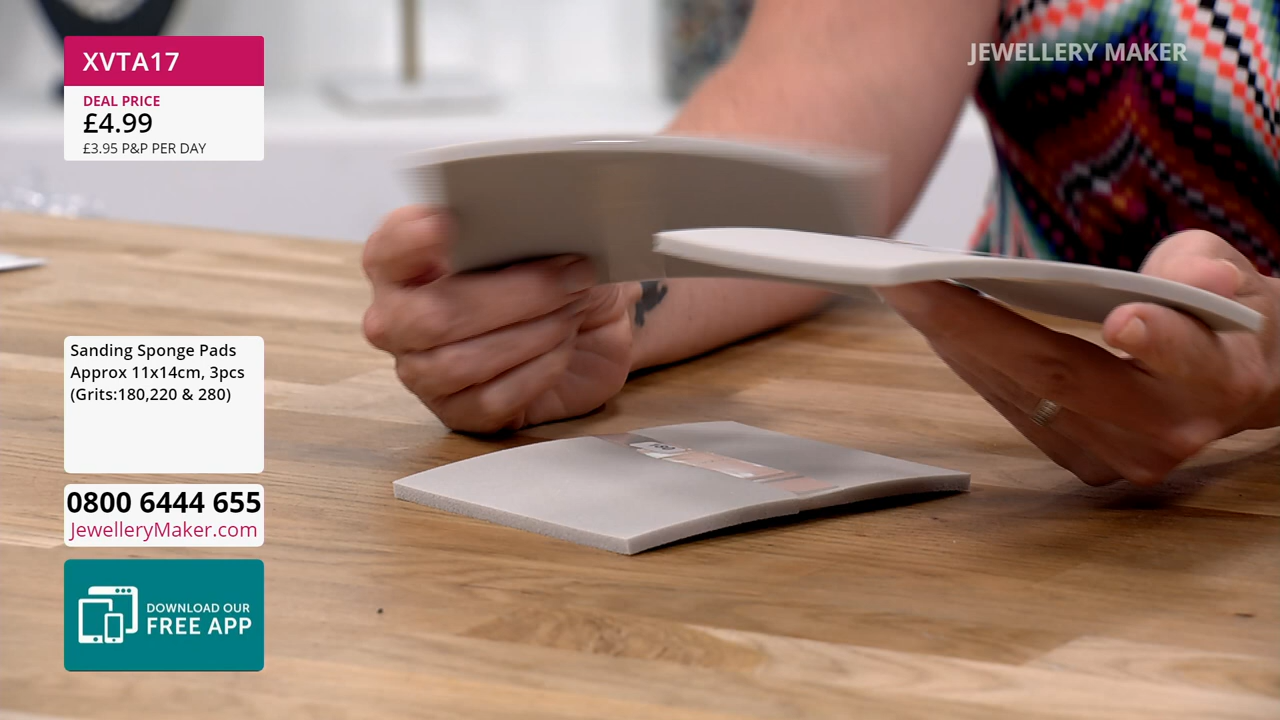 XVTA17
DEAL PRICE
£4.99
£3.95 P&P PER DAY
JEWELLERY MAKER
Sanding Sponge Pads
Approx 11x14cm, 3pcs
(Grits:180,220 & 280)
0800 6444 655
JewelleryMaker.com
DOWNLOAD OUR
FREE APP